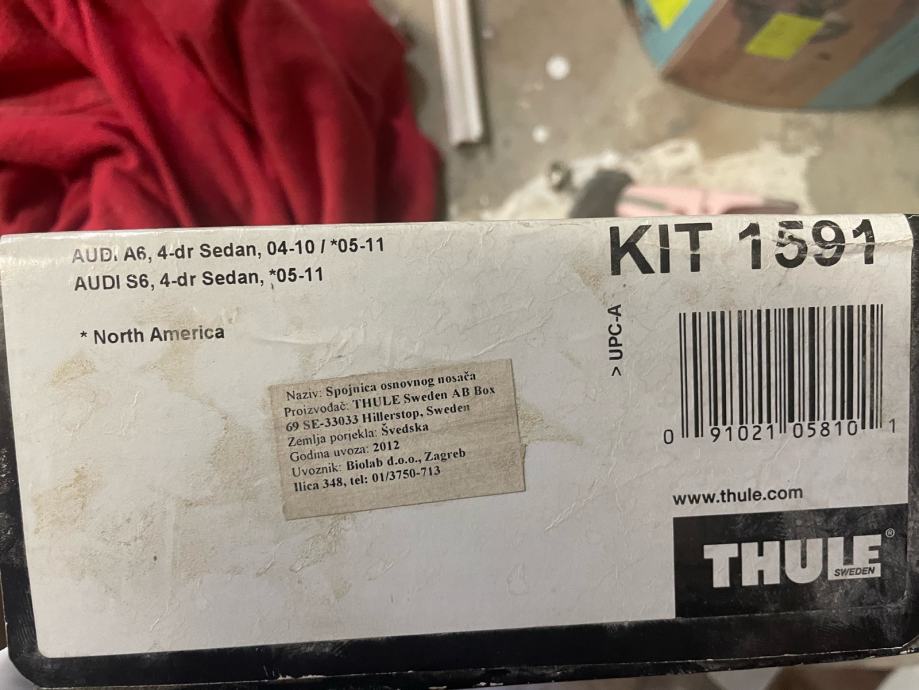 AUDI A6, 4-dr Sedan, 04-10 / *05-11
AUDI S6, 4-dr Sedan, *05-11
* North America
KIT 1591
> UPC-A
0 91021 05810 1
Naziv: Spojnica osnovnog nosača
Proizvođač: THULE Sweden AB Box
69 SE-33033 Hillerstop, Sweden
Zemlja porjekla: Švedska
Godina uvoza: 2012
Uvoznik: Biolab d.o.o., Zagreb
Ilica 348, tel: 01/3750-713
www.thule.com
THULE®
SWEDEN